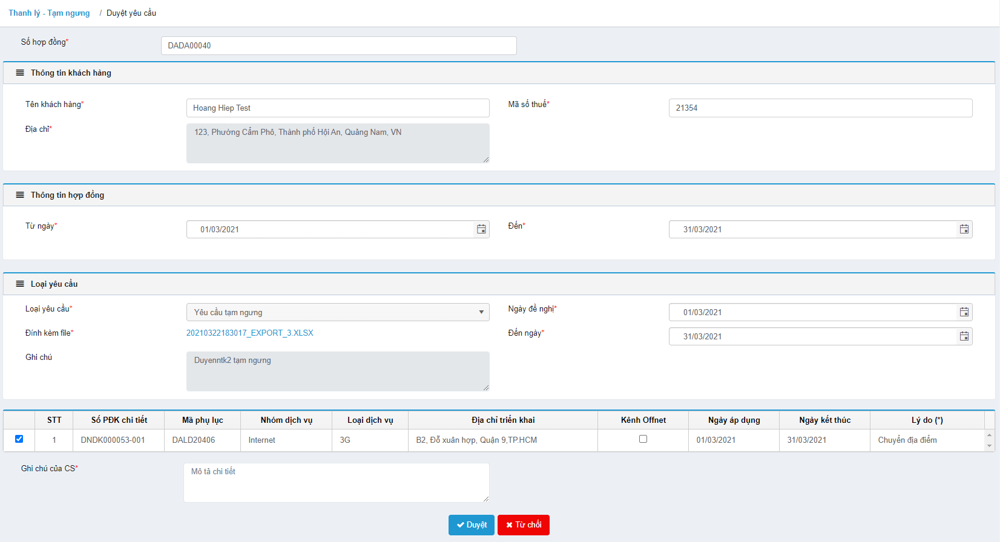 Thanh lý - Tạm ngưng / Duyệt yêu cầu
Số hợp đồng*
DADA00040
Thông tin khách hàng
Tên khách hàng*
Hoang Hiep Test
Mã số thuế*
21354
Địa chỉ*
123, Phường Cẩm Phô, Thành phố Hội An, Quảng Nam, VN
Thông tin hợp đồng
Từ ngày*
01/03/2021
Đến*
31/03/2021
Loại yêu cầu
Loại yêu cầu*
Yêu cầu tạm ngưng
Ngày đề nghị*
01/03/2021
Đính kèm file*
20210322183017_EXPORT_3.XLSX
Đến ngày*
31/03/2021
Ghi chú
Duyenntk2 tạm ngưng
STT Số PĐK chi tiết Mã phụ lục Nhóm dịch vụ Loại dịch vụ Địa chỉ triển khai Kênh Offnet Ngày áp dụng Ngày kết thúc Lý do (*)
1 DNDK000053-001 DALD20406 Internet 3G B2, Đỗ xuân hợp, Quận 9,TP.HCM 01/03/2021 31/03/2021 Chuyển địa điểm
Ghi chú của CS*
Mô tả chi tiết
Duyệt
Từ chối